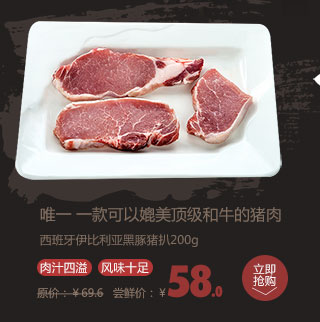 唯一 一款可以媲美顶级和牛的猪肉
西班牙伊比利亚黑豚猪扒200g
肉汁四溢 风味十足
原价：￥69.6 尝鲜价：￥58.0
立即
抢购